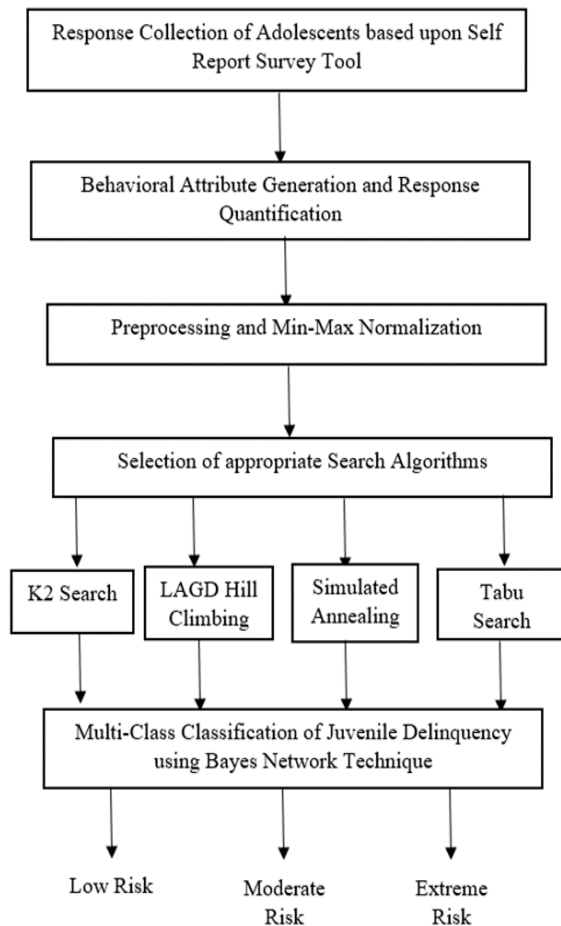 Response Collection of Adolescents based upon Self
Report Survey Tool
Behavioral Attribute Generation and Response
Quantification
Preprocessing and Min-Max Normalization
Selection of appropriate Search Algorithms
K2 Search
LAGD Hill
Climbing
Simulated
Annealing
Tabu
Search
Multi-Class Classification of Juvenile Delinquency
using Bayes Network Technique
Low Risk
Moderate
Risk
Extreme
Risk